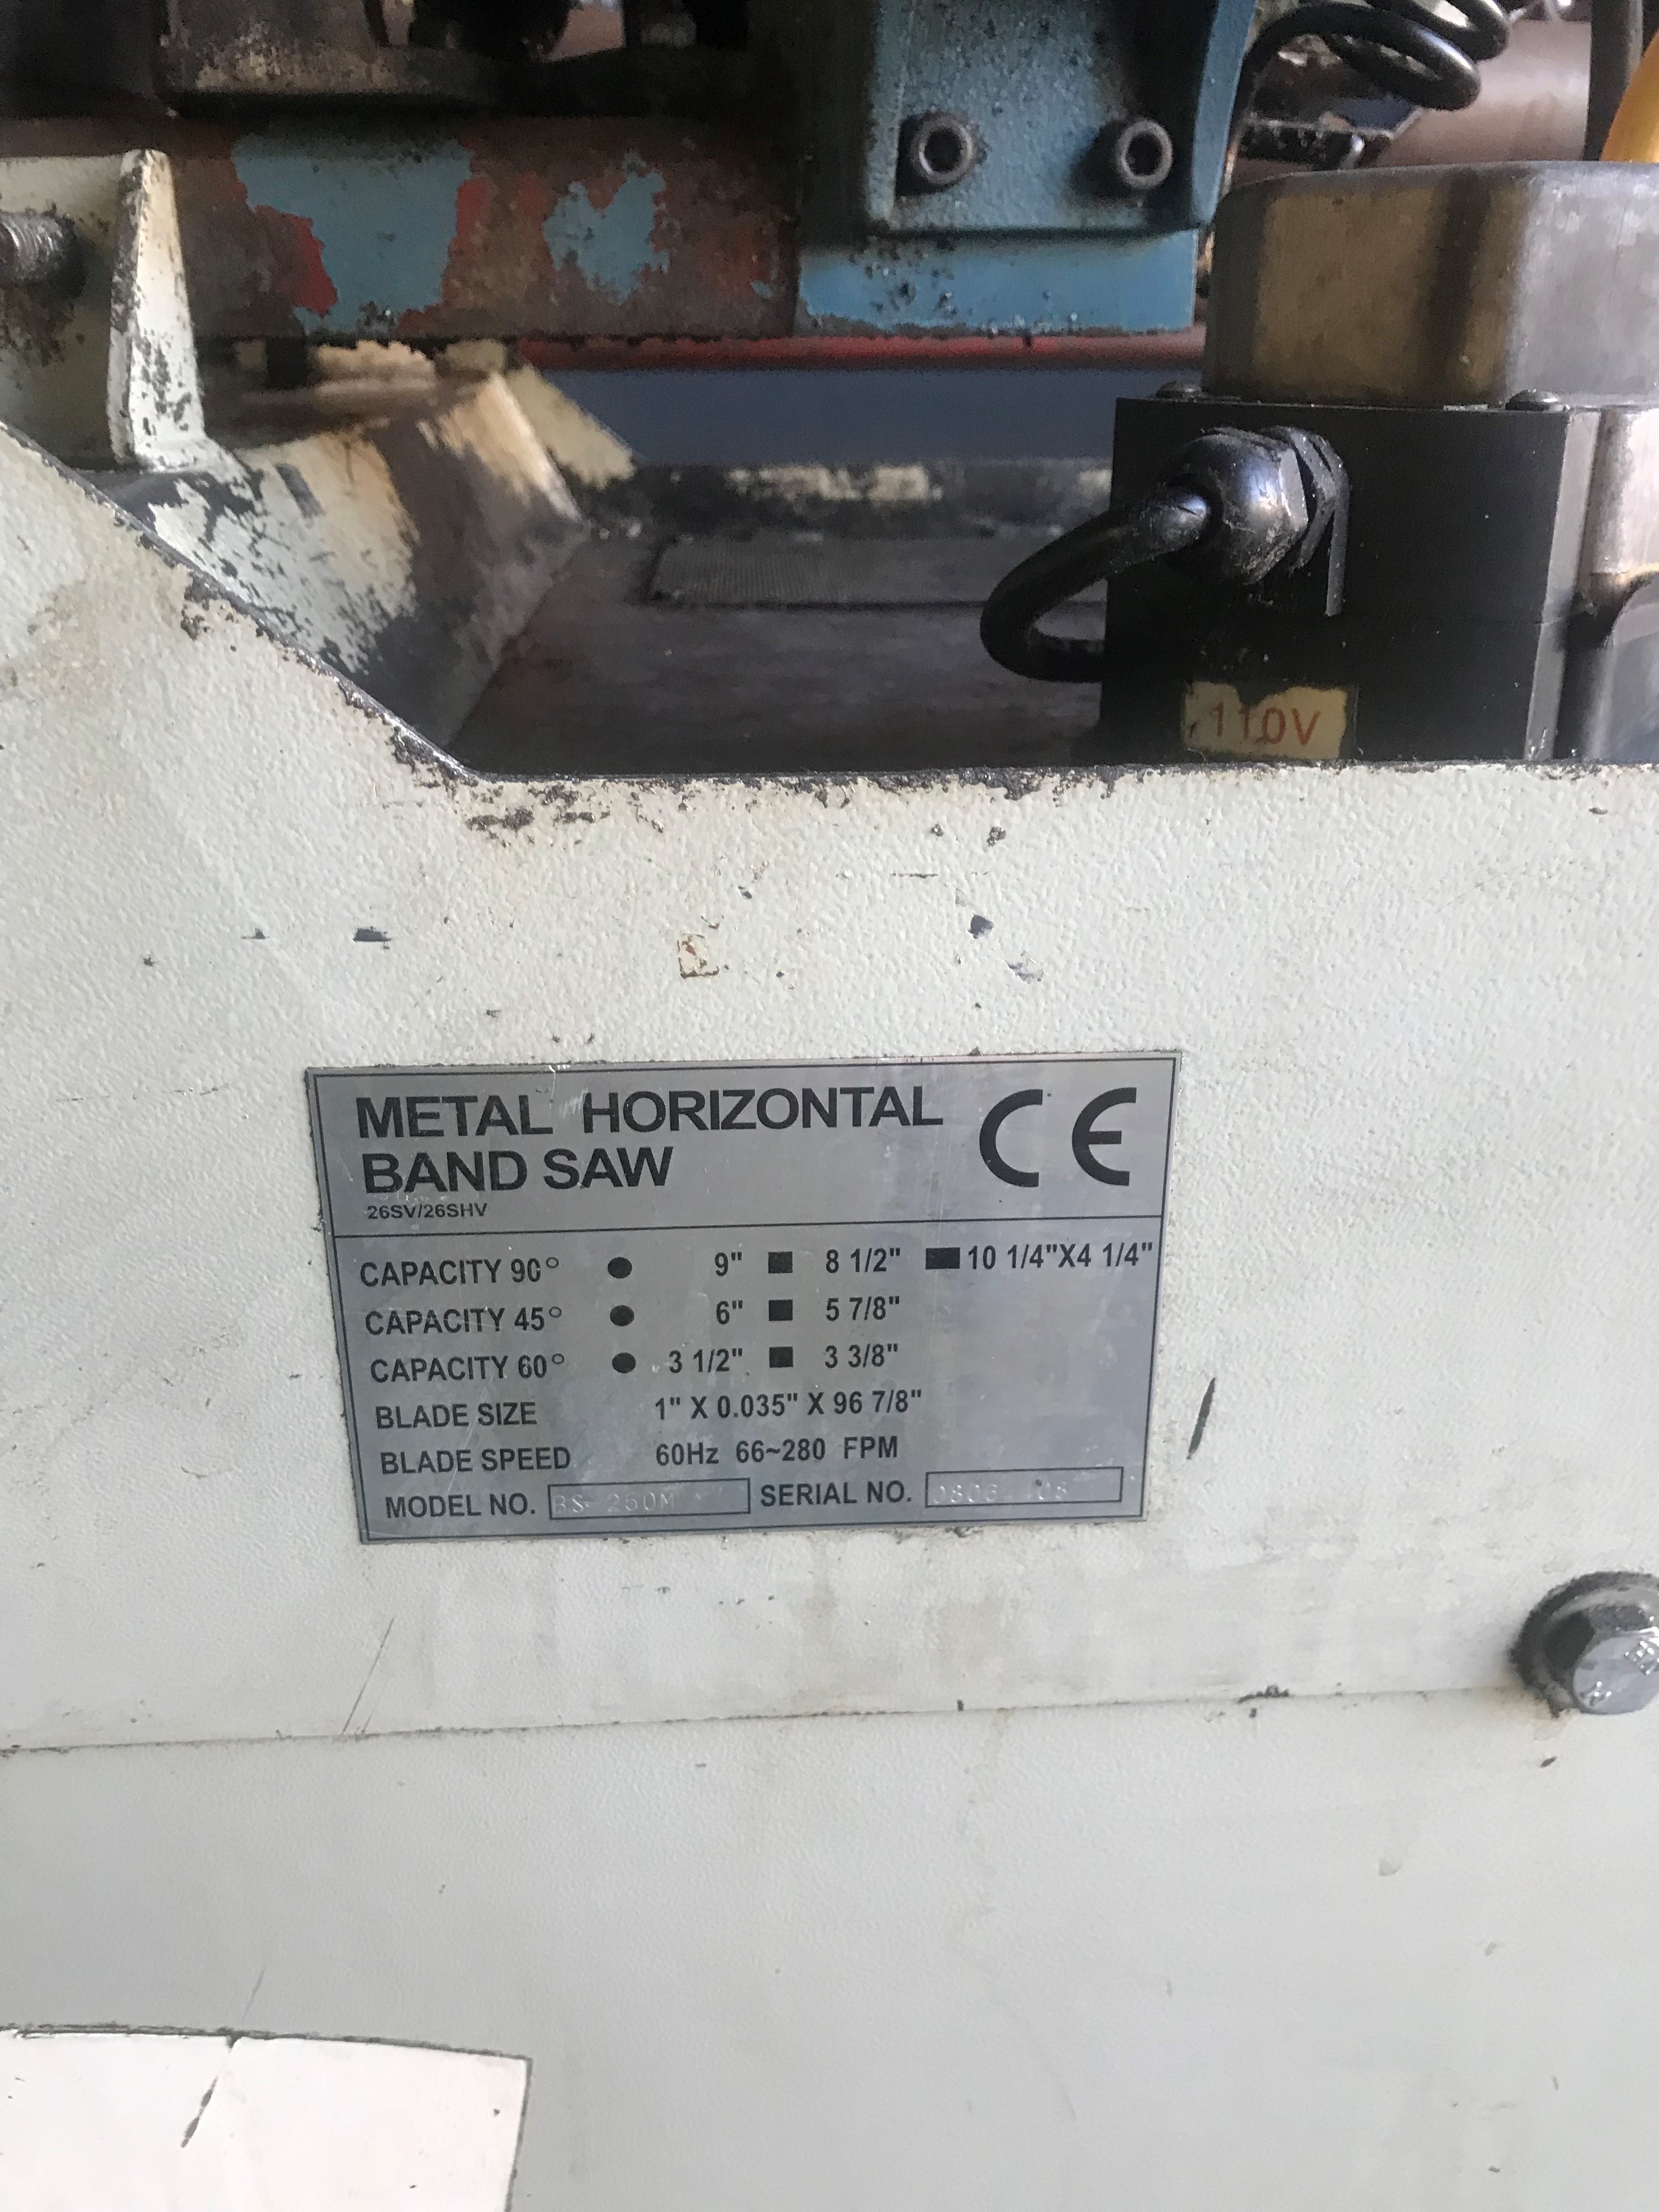 110V
METAL HORIZONTAL CE
BAND SAW
26SV/26SHV
CAPACITY 90° ● 9" ■ 8 1/2" ▬ 10 1/4"X4 1/4"
CAPACITY 45° ● 6" ■ 5 7/8"
CAPACITY 60° ● 3 1/2" ■ 3 3/8"
BLADE SIZE 1" X 0.035" X 96 7/8"
BLADE SPEED 60Hz 66~280 FPM
MODEL NO. BS-250M SERIAL NO.